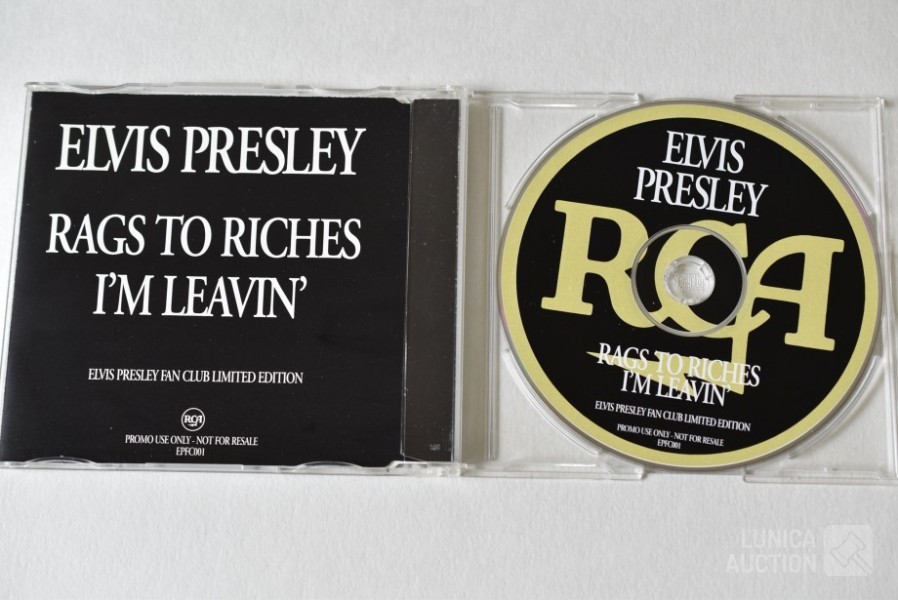 ELVIS PRESLEY
RAGS TO RICHES
I'M LEAVIN'
ELVIS PRESLEY FAN CLUB LIMITED EDITION
RCA
PROMO USE ONLY - NOT FOR RESALE
EPFC001
ELVIS
PRESLEY
RCA
RAGS TO RICHES
I'M LEAVIN'
ELVIS PRESLEY FAN CLUB LIMITED EDITION
PROMO USE ONLY - NOT FOR RESALE
EPFC001
LUNICA
AUCTION